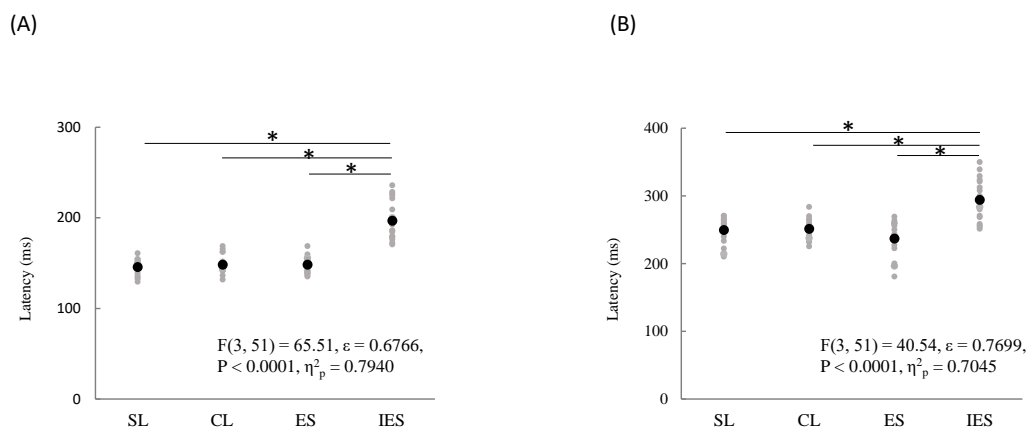 (A)
(B)
300
200
100
0
Latency (ms)
*
*
*
F(3, 51) = 65.51, ε = 0.6766,
P < 0.0001, η²ₚ = 0.7940
SL CL ES IES
400
300
200
100
0
Latency (ms)
*
*
*
F(3, 51) = 40.54, ε = 0.7699,
P < 0.0001, η²ₚ = 0.7045
SL CL ES IES